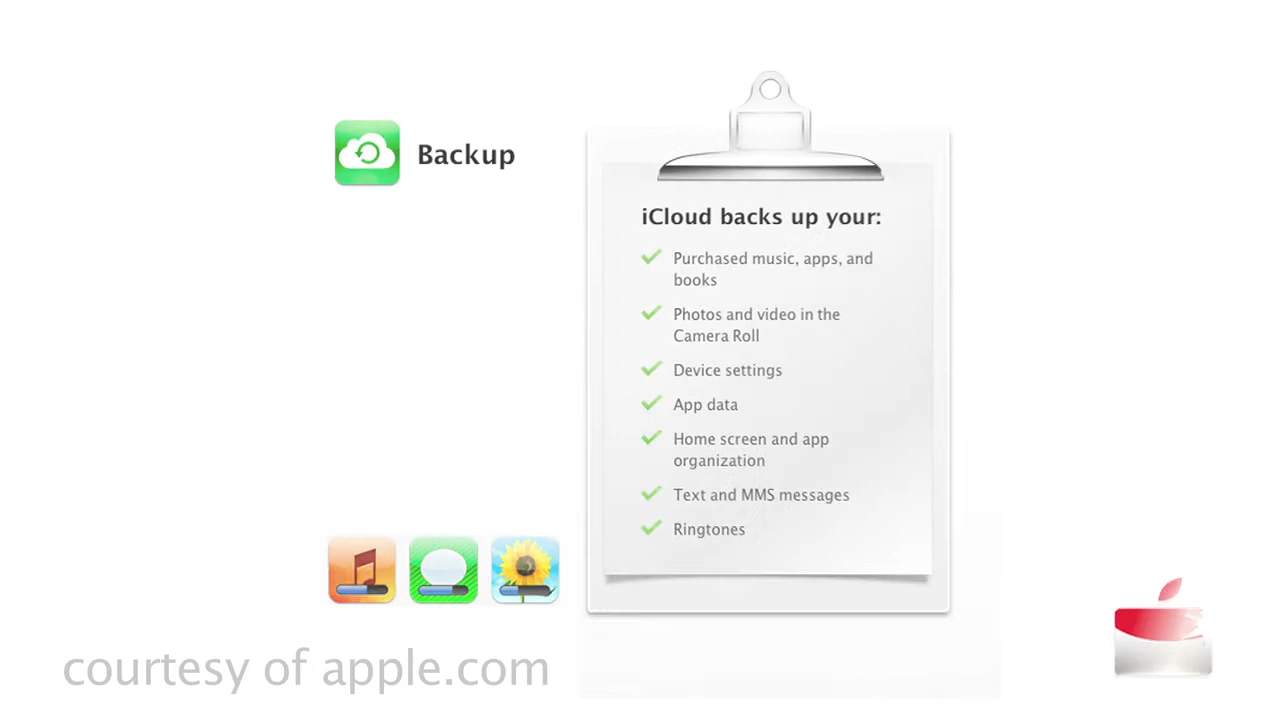 Backup
iCloud backs up your:
Purchased music, apps, and
books
Photos and video in the
Camera Roll
Device settings
App data
Home screen and app
organization
Text and MMS messages
Ringtones
courtesy of apple.com